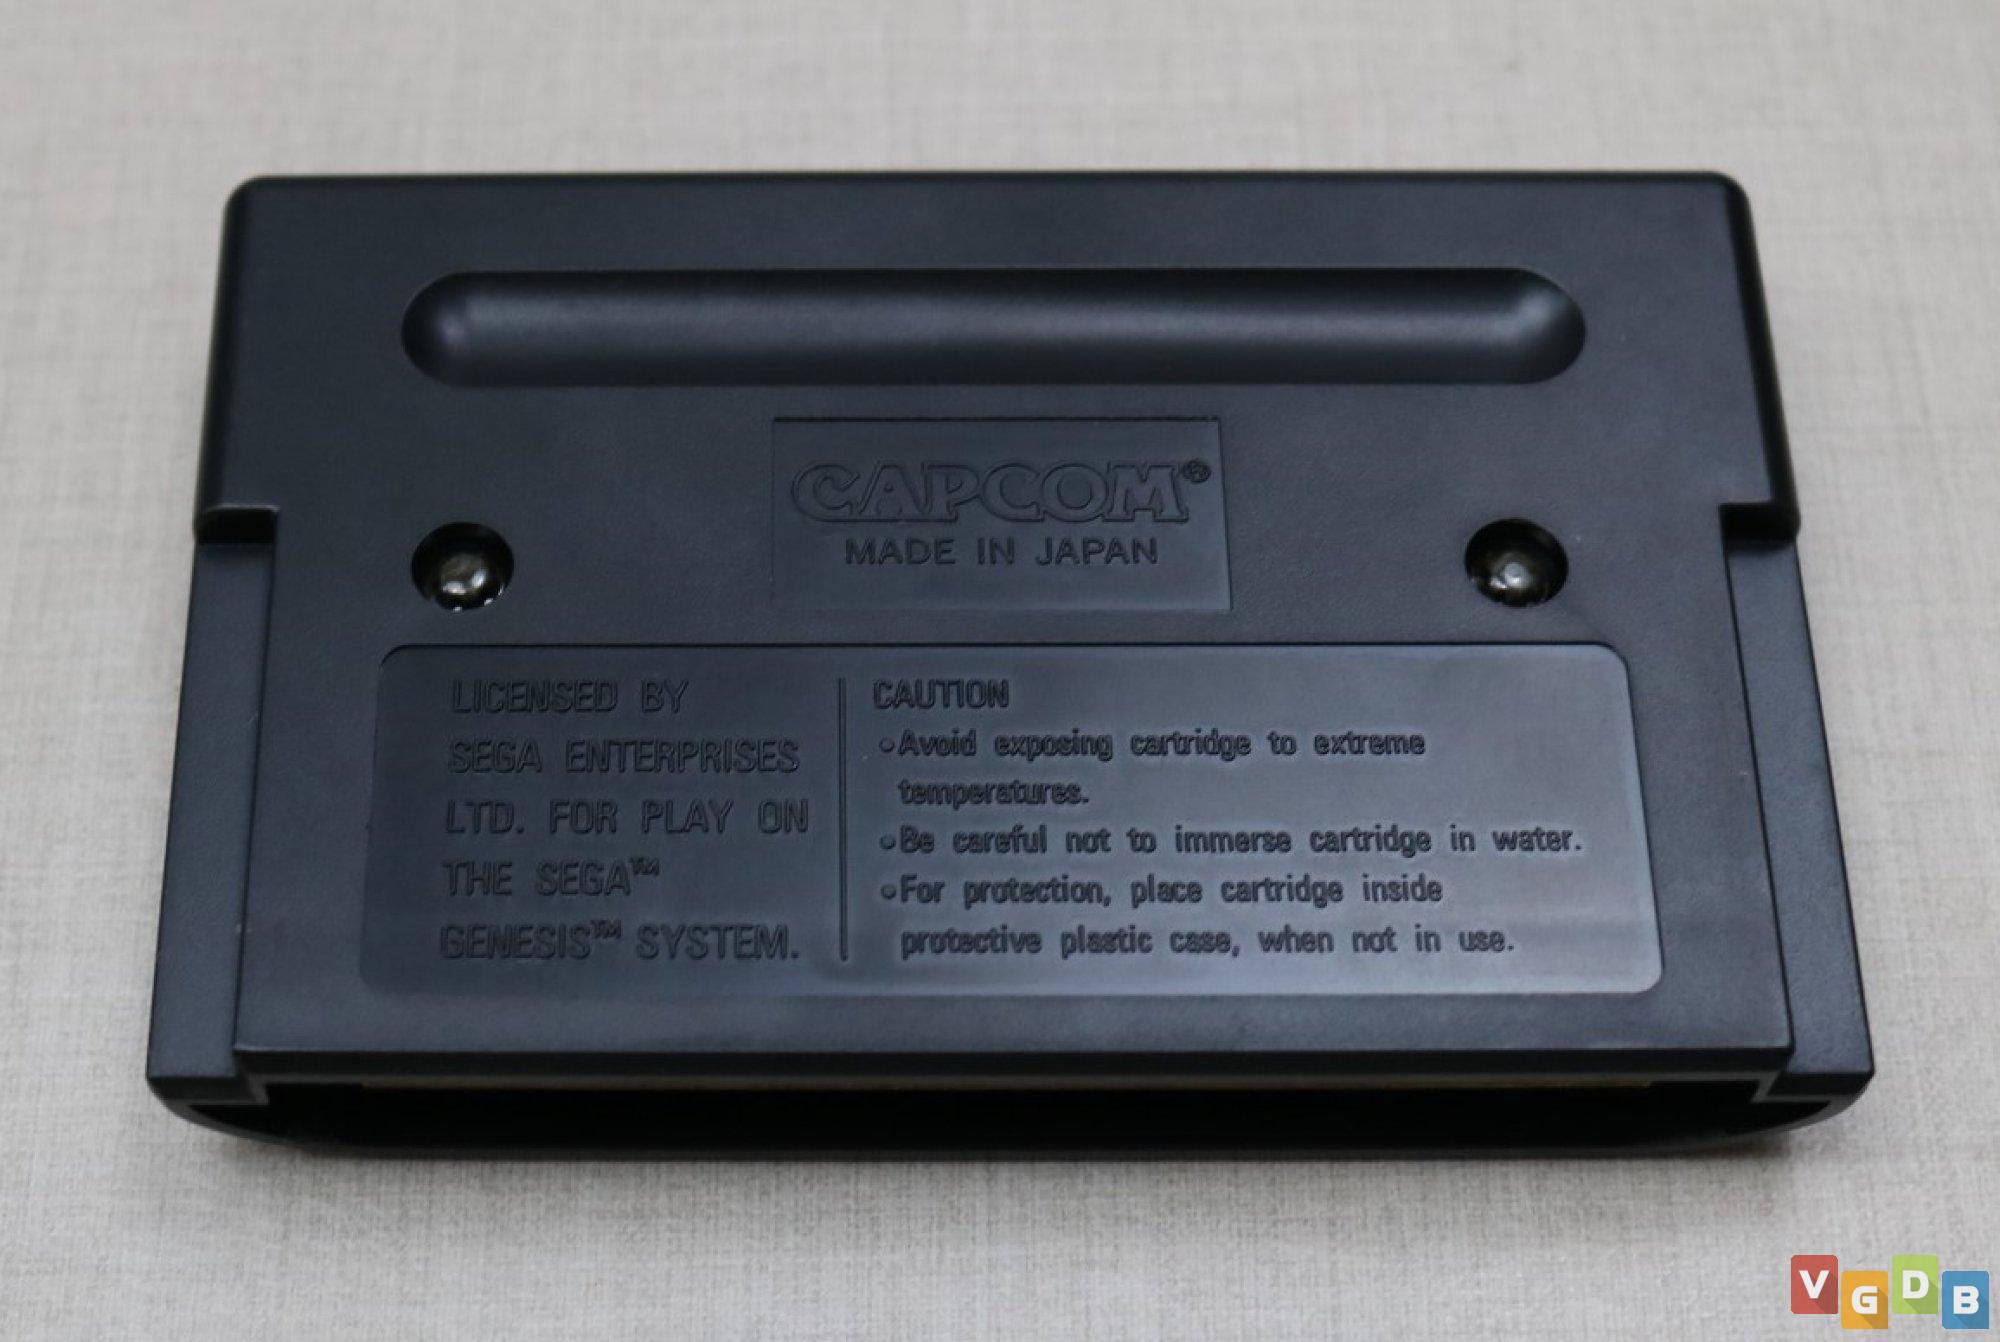 CAPCOM®
MADE IN JAPAN
LICENSED BY
SEGA ENTERPRISES
LTD. FOR PLAY ON
THE SEGA™
GENESIS™ SYSTEM.
CAUTION
•Avoid exposing cartridge to extreme
temperatures.
•Be careful not to immerse cartridge in water.
•For protection, place cartridge inside
protective plastic case, when not in use.
VGDB